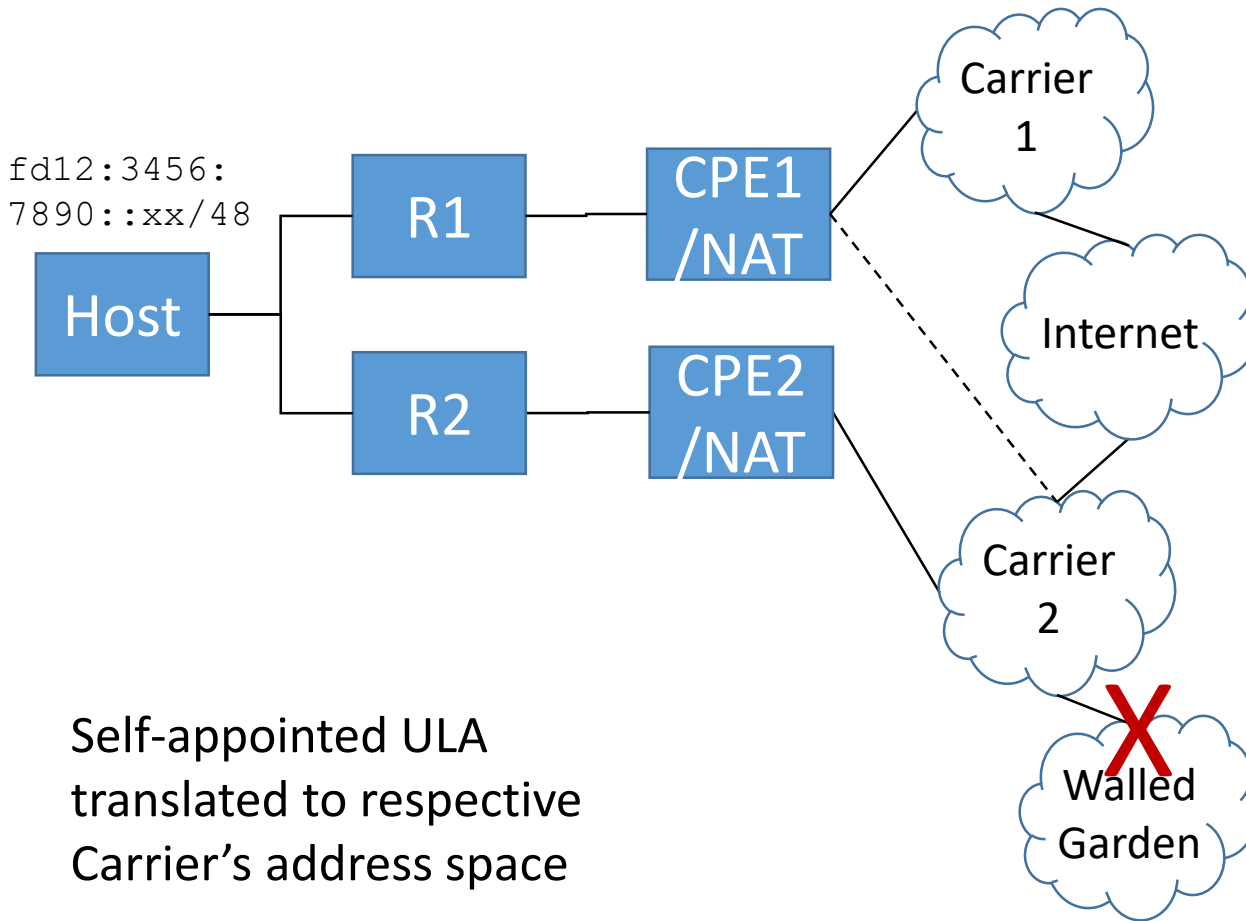 fd12:3456:
7890::xx/48
Host
R1
R2
CPE1
/NAT
CPE2
/NAT
Carrier
1
Internet
Carrier
2
X
Walled
Garden
Self-appointed ULA
translated to respective
Carrier’s address space